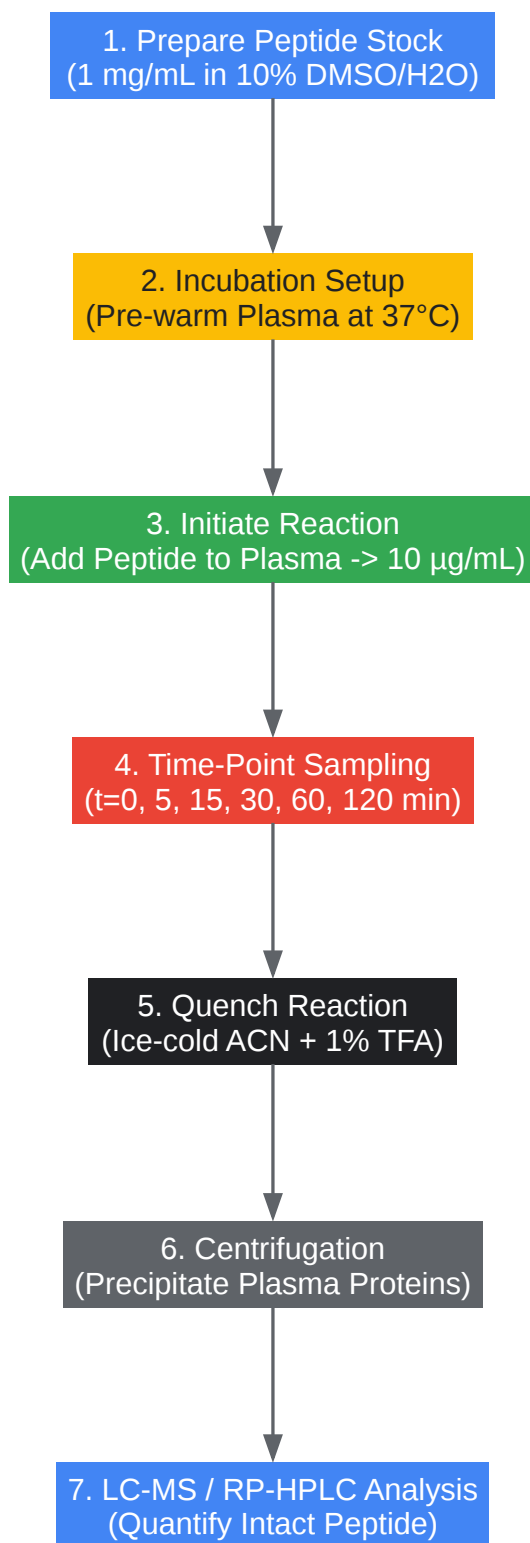 1. Prepare Peptide Stock
(1 mg/mL in 10% DMSO/H2O)
2. Incubation Setup
(Pre-warm Plasma at 37°C)
3. Initiate Reaction
(Add Peptide to Plasma -> 10 µg/mL)
4. Time-Point Sampling
(t=0, 5, 15, 30, 60, 120 min)
5. Quench Reaction
(Ice-cold ACN + 1% TFA)
6. Centrifugation
(Precipitate Plasma Proteins)
7. LC-MS / RP-HPLC Analysis
(Quantify Intact Peptide)